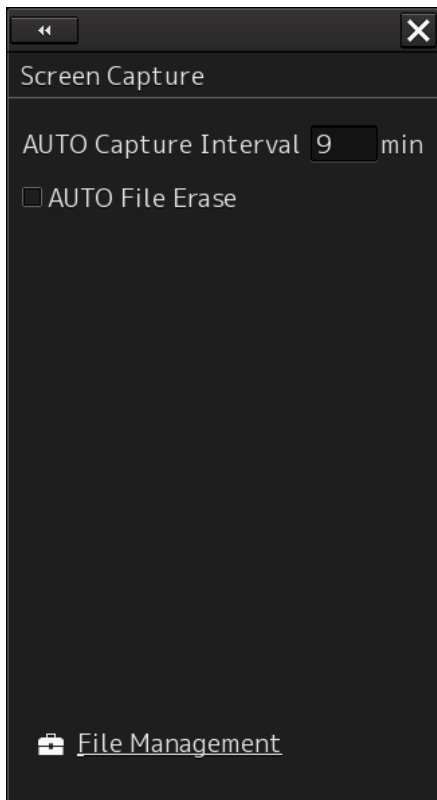 Screen Capture
AUTO Capture Interval 9 min
AUTO File Erase
File Management